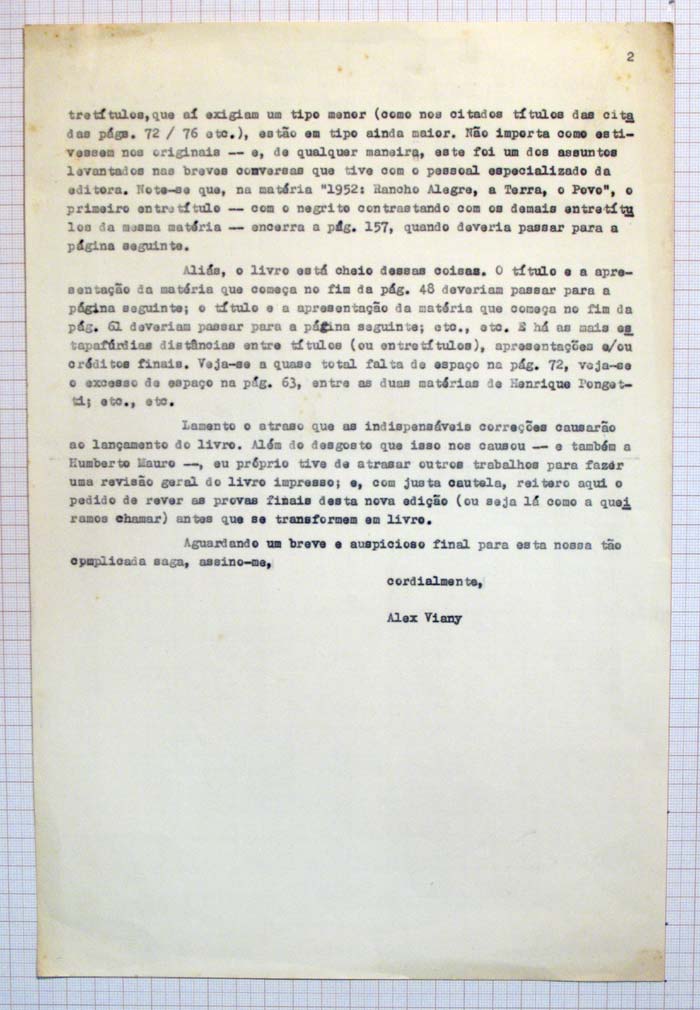 2
tretítulos,que aí exigiam um tipo menor (como nos citados títulos das cita
das págs. 72 / 76 etc.), estão em tipo ainda maior. Não importa como esti-
vessem nos originais -- e, de qualquer maneira, este foi um dos assuntos
levantados nas breves conversas que tive com o pessoal especializado da
editora. Note-se que, na matéria "1952: Rancho Alegre, a Terra, o Povo", o
primeiro entretítulo -- com o negrito contrastando com os demais entretítu
los da mesma matéria -- encerra a pág. 157, quando deveria passar para a
página seguinte.
Aliás, o livro está cheio dessas coisas. O título e a apre-
sentação da matéria que começa no fim da pág. 48 deveriam passar para a
página seguinte; o título e a apresentação da matéria que começa no fim da
pág. 61 deveriam passar para a página seguinte; etc., etc. E há as mais es
tapafúrdias distâncias entre títulos (ou entretítulos), apresentações e/ou
créditos finais. Veja-se a quase total falta de espaço na pág. 72, veja-se
o excesso de espaço na pág. 63, entre as duas matérias de Henrique Ponget-
ti; etc., etc.
Lamento o atraso que as indispensáveis correções causarão
ao lançamento do livro. Além do desgosto que isso nos causou -- e também a
Humberto Mauro --, eu próprio tive de atrasar outros trabalhos para fazer
uma revisão geral do livro impresso; e, com justa cautela, reitero aqui o
pedido de rever as provas finais desta nova edição (ou seja lá como a quei
ramos chamar) antes que se transformem em livro.
Aguardando um breve e auspicioso final para esta nossa tão
complicada saga, assino-me,
cordialmente,
Alex Viany